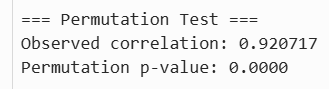 === Permutation Test ===
Observed correlation: 0.920717
Permutation p-value: 0.0000